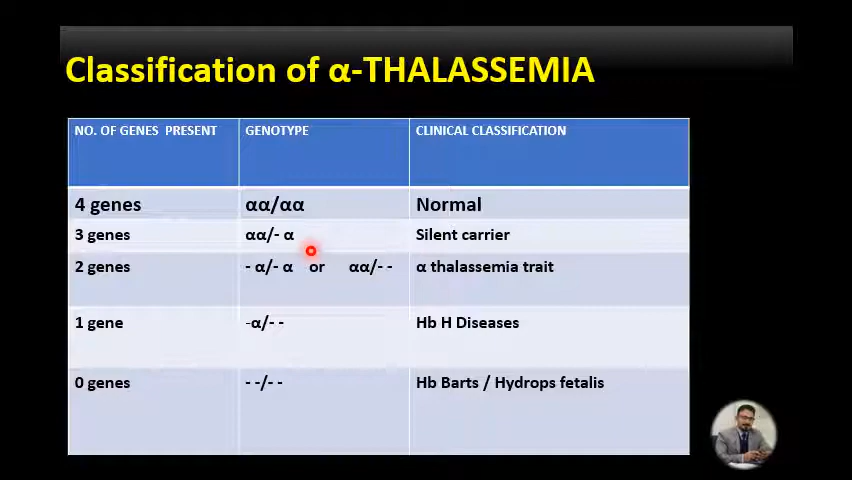 Classification of α-THALASSEMIA
NO. OF GENES PRESENT GENOTYPE CLINICAL CLASSIFICATION
4 genes αα/αα Normal
3 genes αα/- α Silent carrier
2 genes - α/- α or αα/- - α thalassemia trait
1 gene -α/- - Hb H Diseases
0 genes - -/- - Hb Barts / Hydrops fetalis